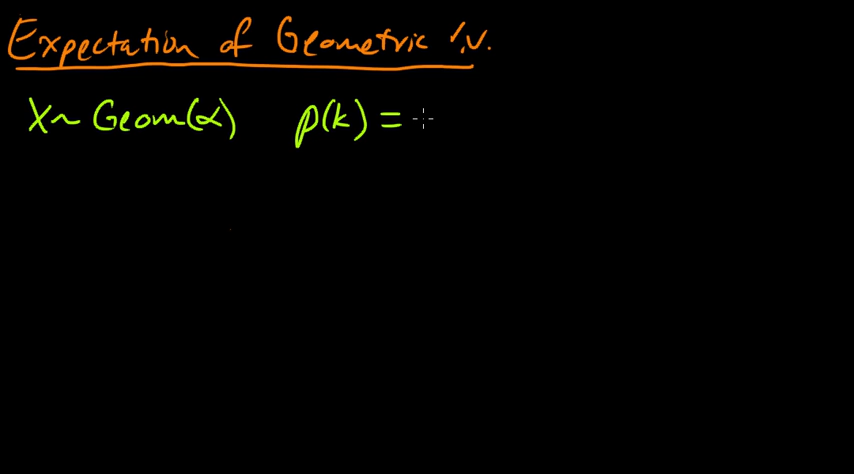 Expectation of Geometric r.v.
X~ Geom(α) p(k) =